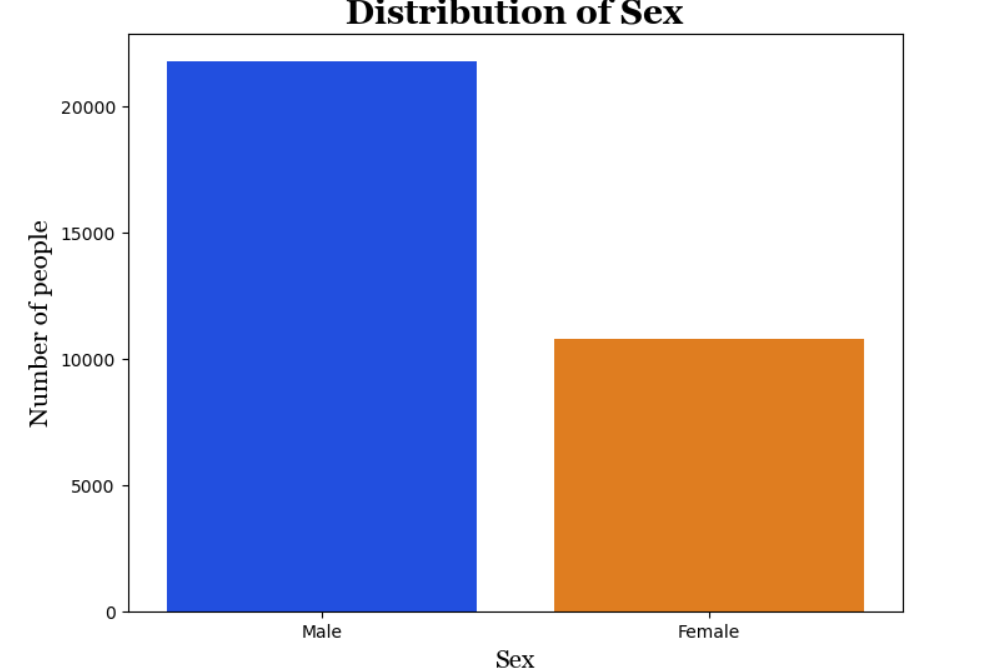 Distribution of Sex
Number of people
20000
15000
10000
5000
0
Male
Female
Sex